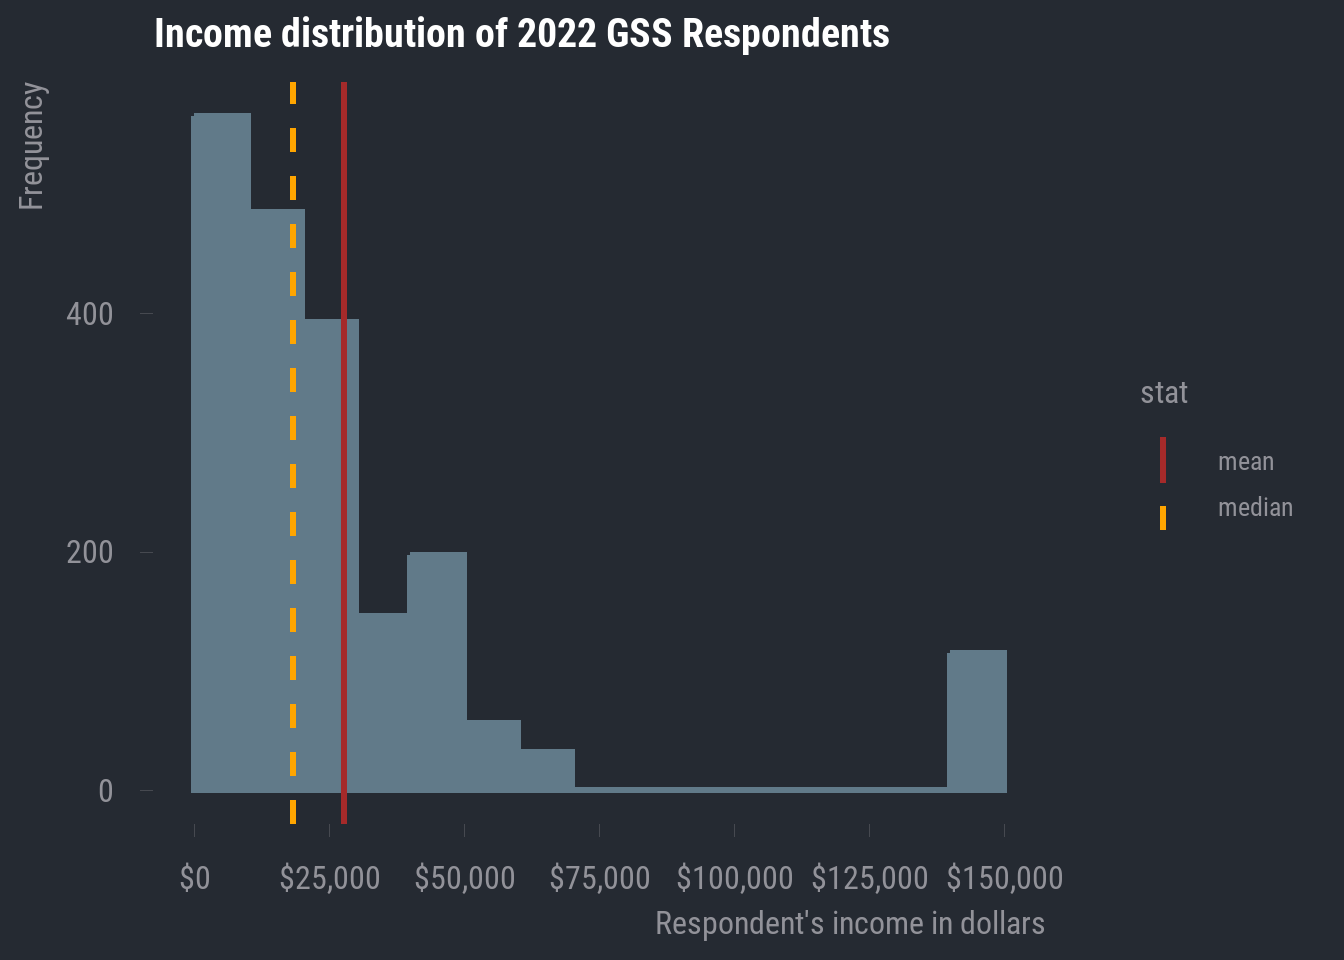 Income distribution of 2022 GSS Respondents
Frequency
400
200
0
$0 $25,000 $50,000 $75,000 $100,000 $125,000 $150,000
Respondent's income in dollars
stat
mean
median